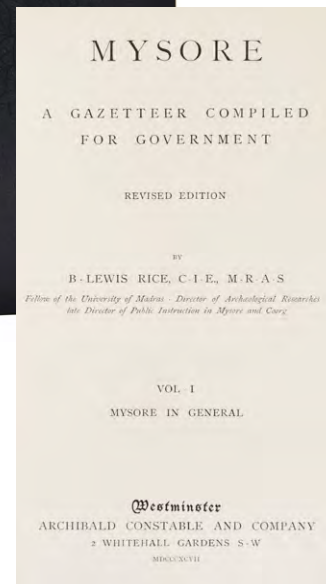 MYSORE
A GAZETTEER COMPILED
FOR GOVERNMENT
REVISED EDITION
BY
B·LEWIS RICE, C·I·E., M·R·A·S
Fellow of the University of Madras · Director of Archæological Researches
late Director of Public Instruction in Mysore and Coorg
VOL I
MYSORE IN GENERAL
Westminster
ARCHIBALD CONSTABLE AND COMPANY
2 WHITEHALL GARDENS S·W
MDCCCXCVII